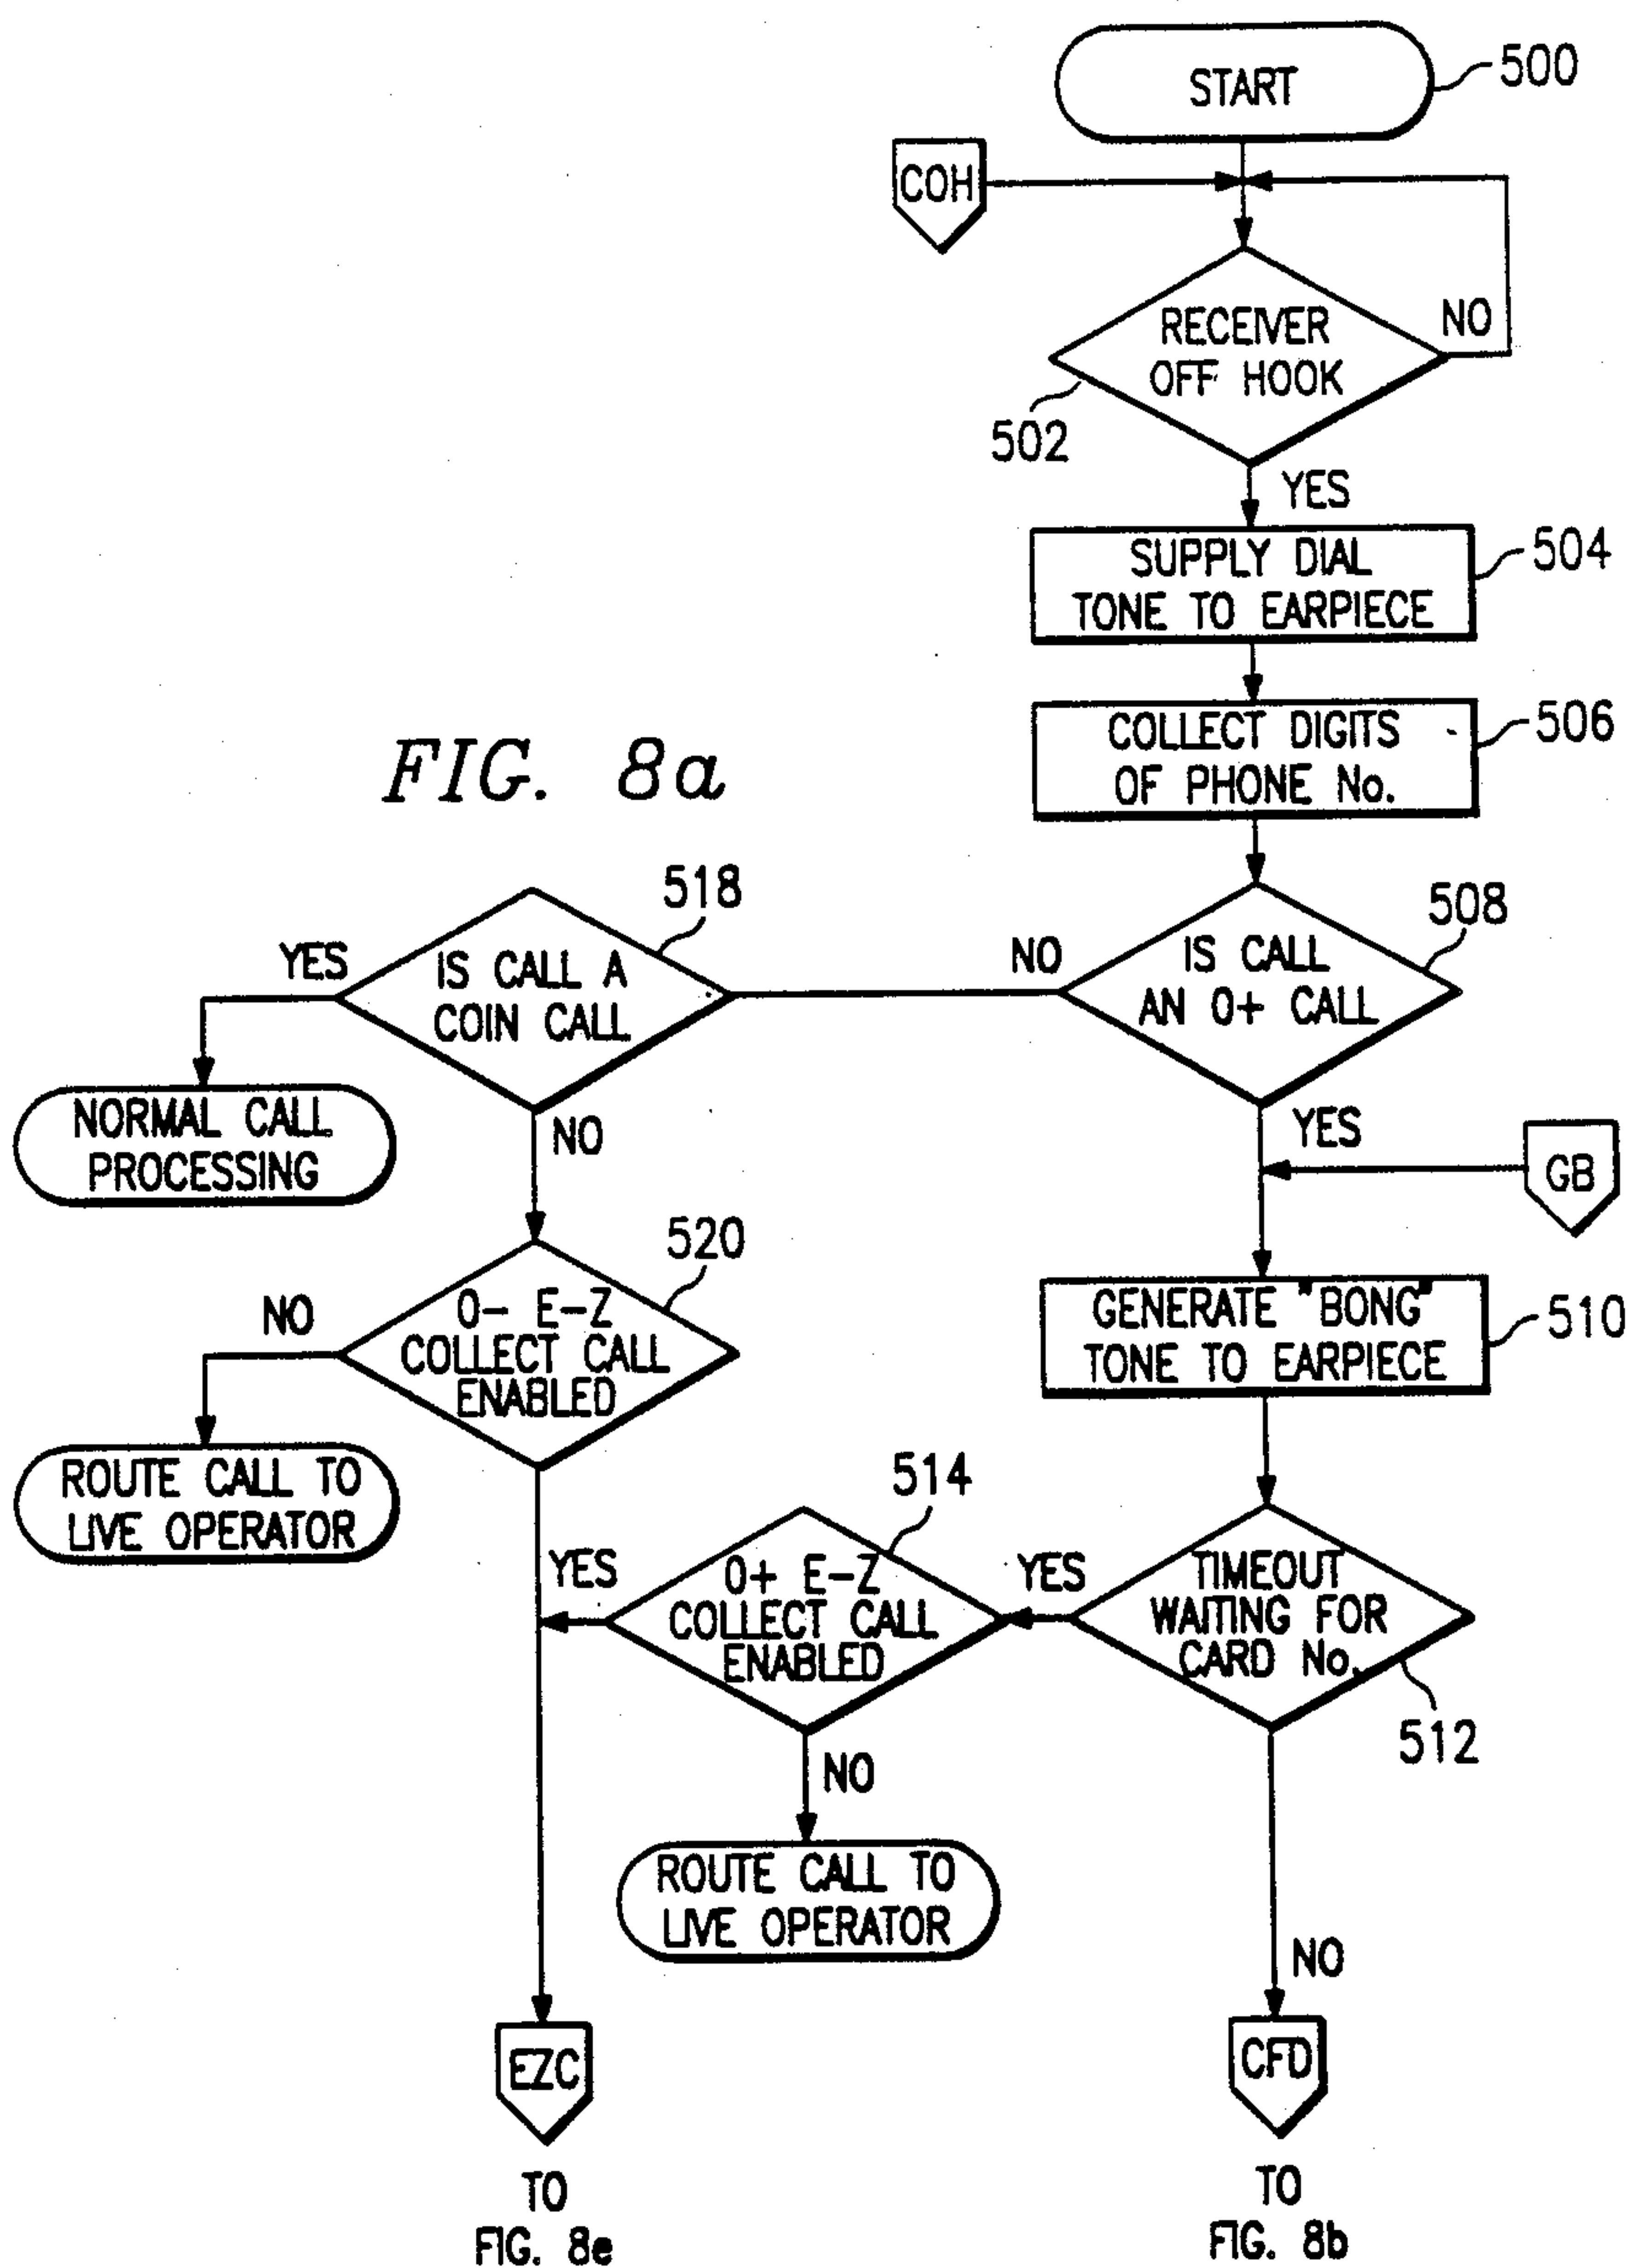 START
500
COH
RECEIVER
OFF HOOK
NO
502
YES
SUPPLY DIAL
TONE TO EARPIECE
504
COLLECT DIGITS
OF PHONE No.
506
FIG. 8a
518
508
YES
IS CALL A
COIN CALL
NO
IS CALL
AN 0+ CALL
NORMAL CALL
PROCESSING
NO
YES
GB
520
NO
0- E-Z
COLLECT CALL
ENABLED
GENERATE "BONG"
TONE TO EARPIECE
510
ROUTE CALL TO
LIVE OPERATOR
514
YES
0+ E-Z
COLLECT CALL
ENABLED
YES
TIMEOUT
WAITING FOR
CARD No.
512
NO
ROUTE CALL TO
LIVE OPERATOR
NO
EZC
CFD
TO
FIG. 8e
TO
FIG. 8b